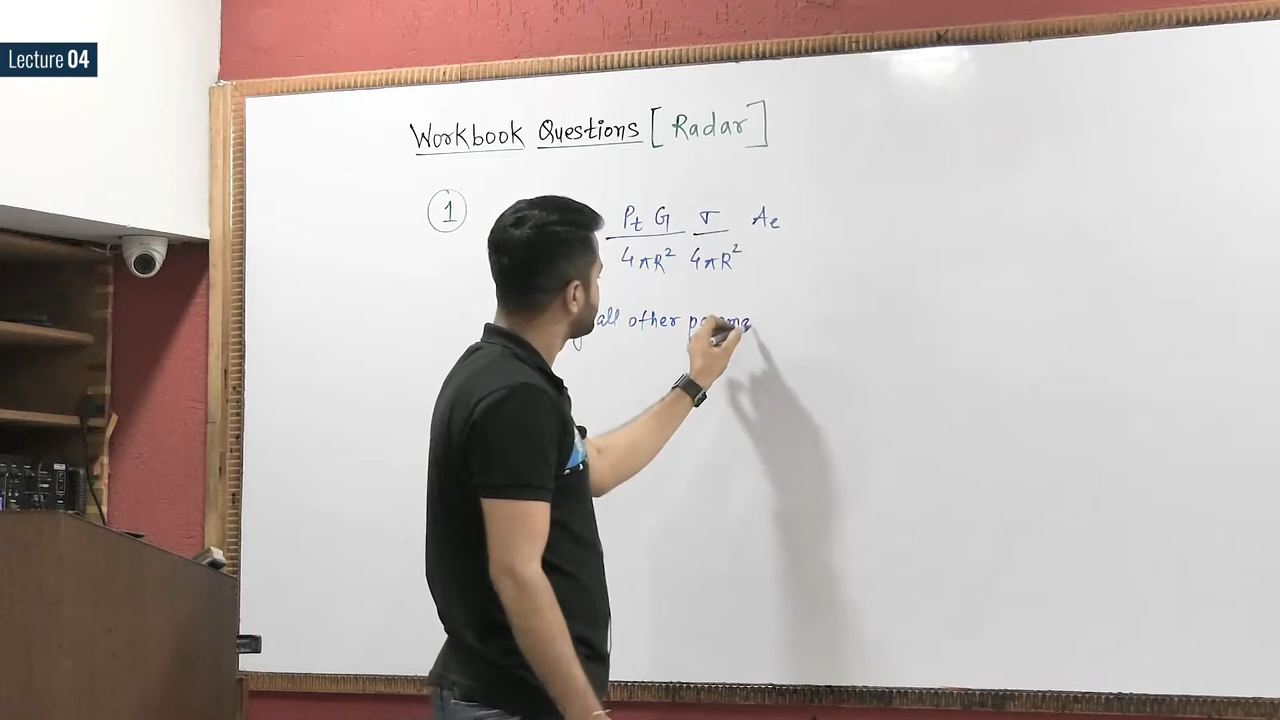 Lecture 04
Workbook Questions [Radar]
1
Pt G σ Ae
4πR² 4πR²
all other